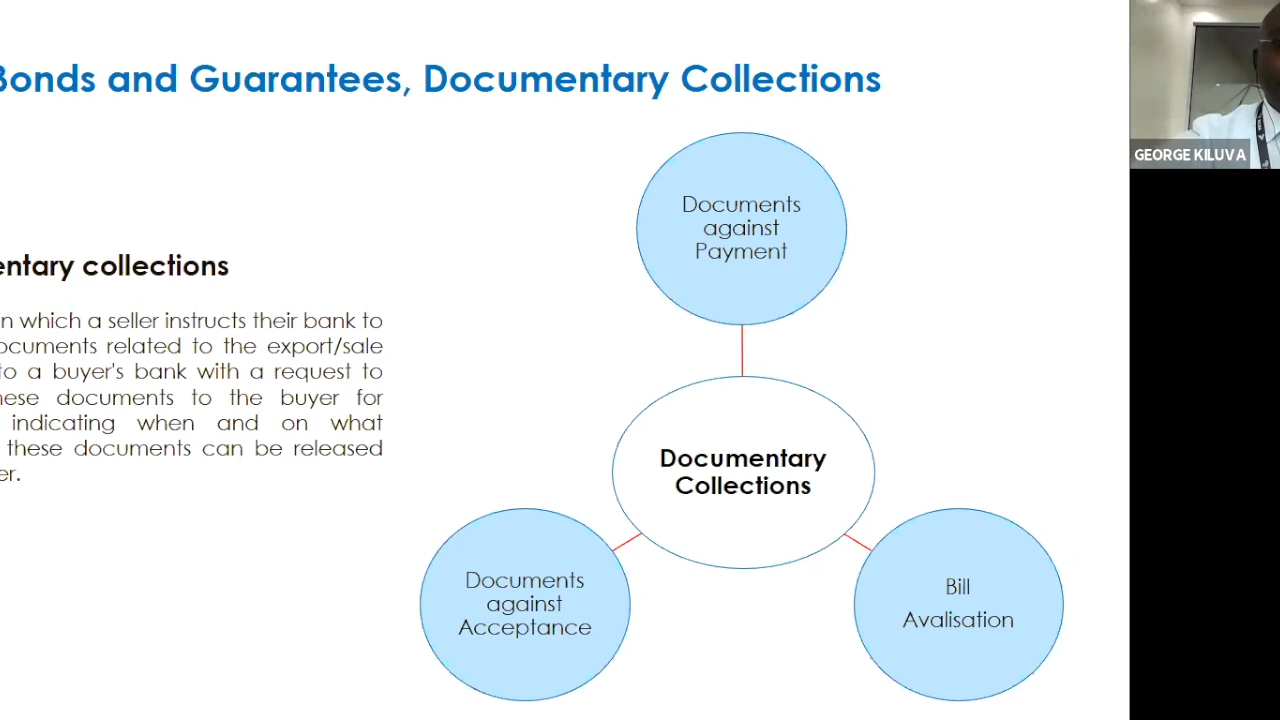 Bonds and Guarantees, Documentary Collections
GEORGE KILUVA
Documents
against
Payment
entary collections
n which a seller instructs their bank to
ocuments related to the export/sale
to a buyer's bank with a request to
hese documents to the buyer for
indicating when and on what
these documents can be released
er.
Documentary
Collections
Documents
against
Acceptance
Bill
Avalisation